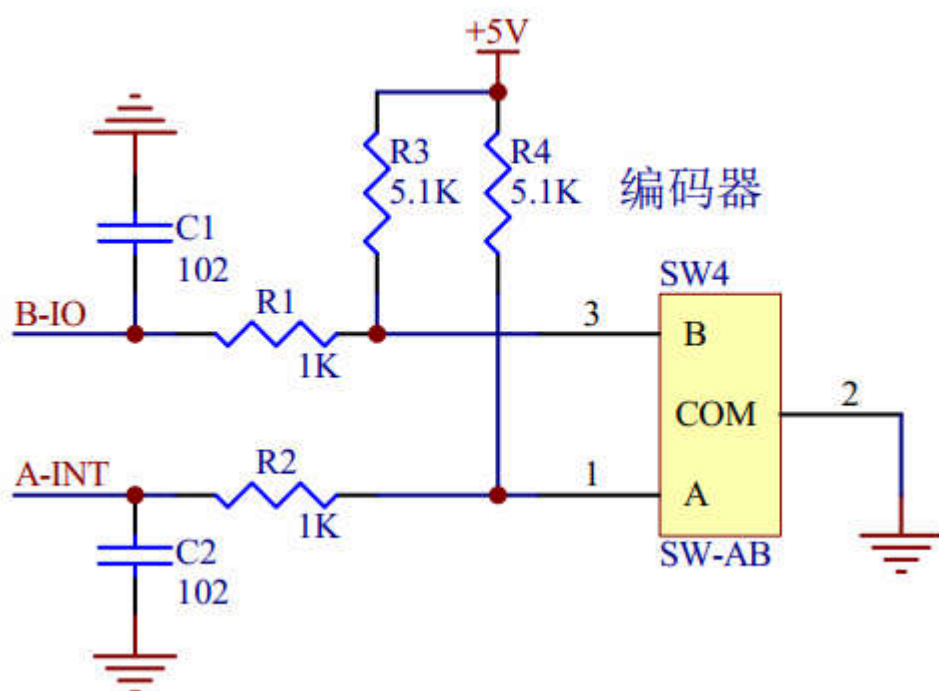 +5V
R3
5.1K
R4
5.1K
编码器
C1
102
SW4
B-IO
R1
1K
3
B
COM
2
A-INT
R2
1K
1
A
C2
102
SW-AB